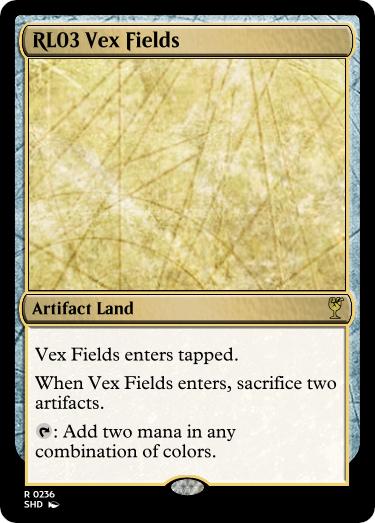 RL03 Vex Fields
Artifact Land
Vex Fields enters tapped.
When Vex Fields enters, sacrifice two
artifacts.
: Add two mana in any
combination of colors.
R 0236
SHD